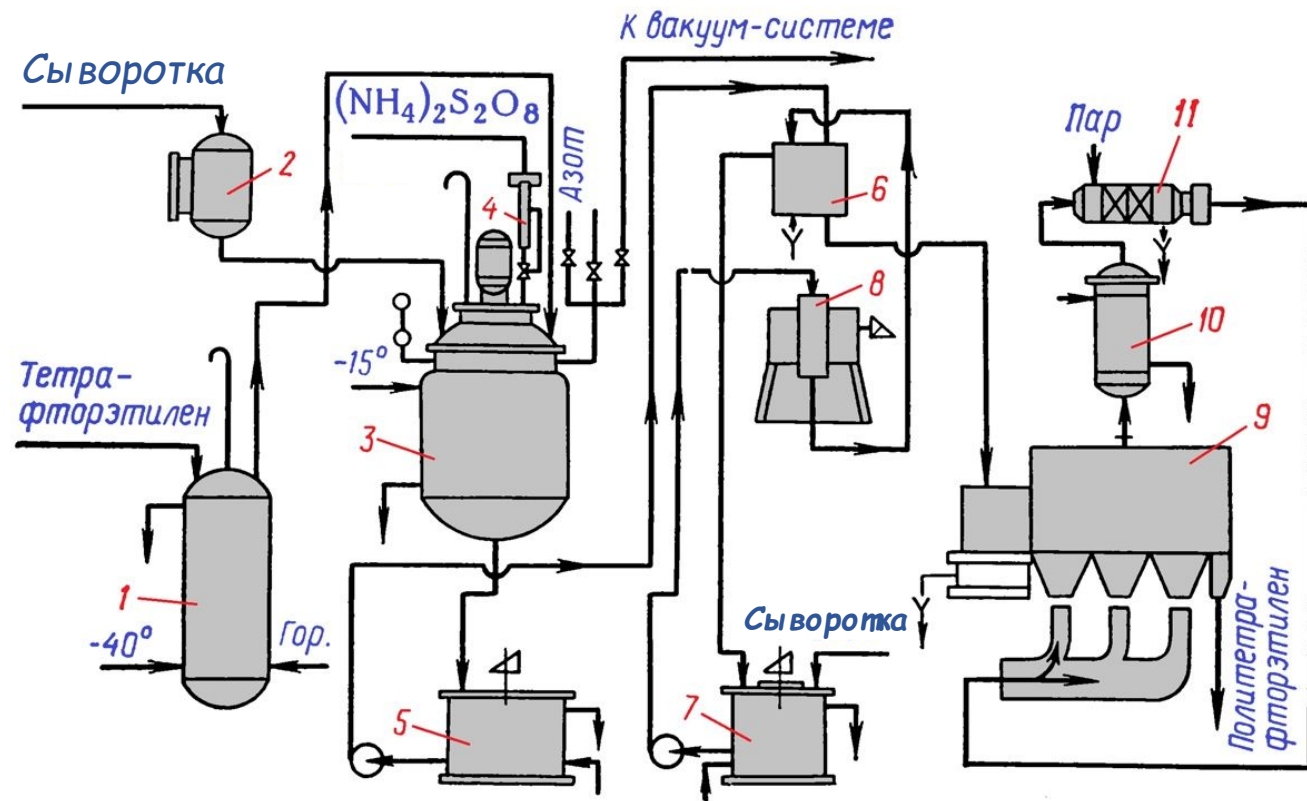 К вакуум-системе
Сыворотка
(NH₄)₂S₂O₈
Азот
Пар
11
2
4
6
8
10
-15°
Тетра-
фторэтилен
3
9
1
-40°
Гор.
5
7
Сыворотка
Политетра-
фторэтилен